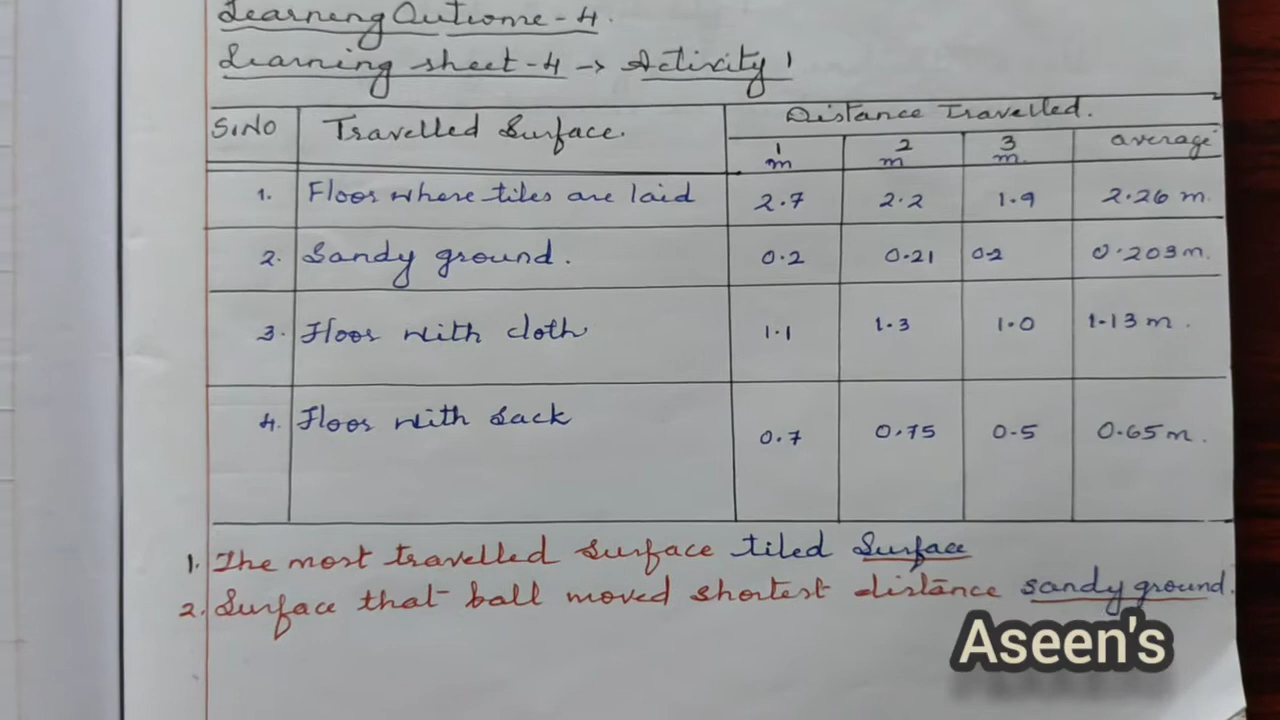 Learning Outcome - 4.
Learning sheet - 4 -> Activity 1
S.No Travelled Surface. Distance Travelled.
1 m 2 m 3 m. average
1. Floor where tiles are laid 2.7 2.2 1.9 2.26 m.
2. Sandy ground. 0.2 0.21 0.2 0.203m.
3. Floor with cloth 1.1 1.3 1.0 1.13 m.
4. Floor with sack 0.7 0.75 0.5 0.65m.
1. The most travelled surface tiled Surface
2. Surface that ball moved shortest distance sandy ground.
Aseen's